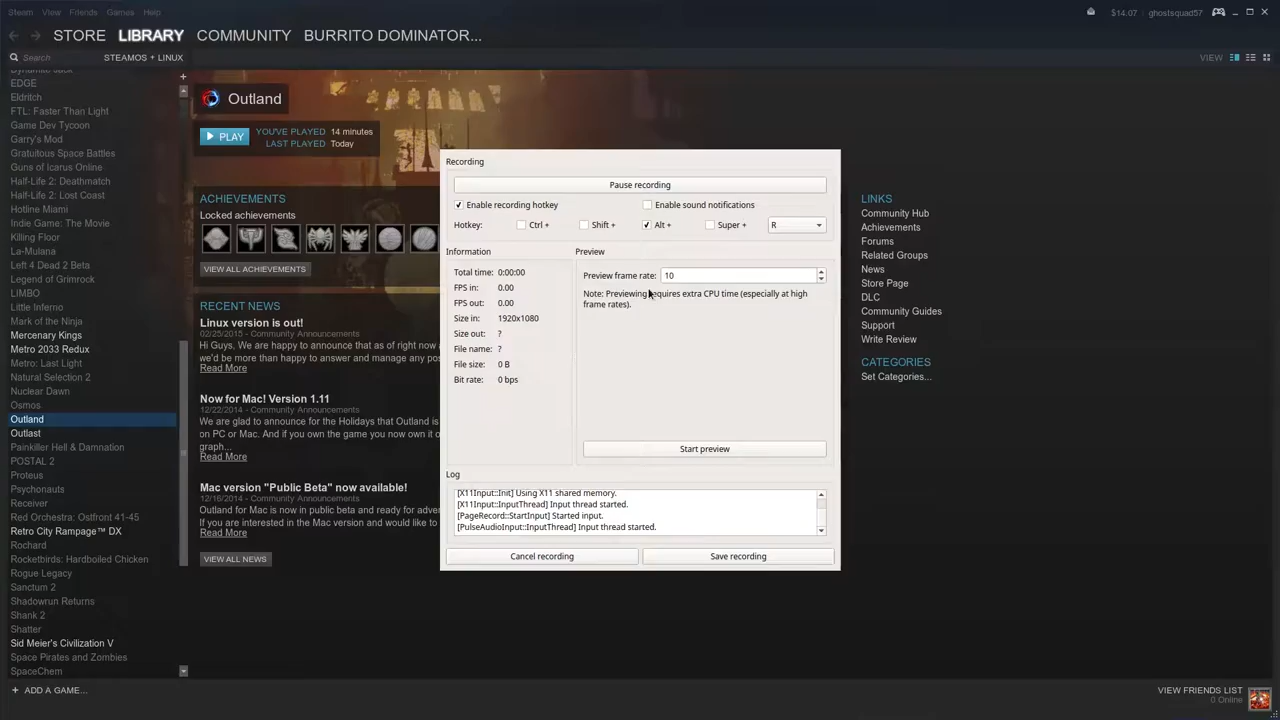 Steam View Friends Games Help
$14.07 ghostsquad57
STORE LIBRARY COMMUNITY BURRITO DOMINATOR...
Search STEAMOS + LINUX
VIEW
EDGE
Eldritch
FTL: Faster Than Light
Game Dev Tycoon
Garry's Mod
Gratuitous Space Battles
Guns of Icarus Online
Half-Life 2: Deathmatch
Half-Life 2: Lost Coast
Hotline Miami
Indie Game: The Movie
Killing Floor
La-Mulana
Left 4 Dead 2 Beta
Legend of Grimrock
LIMBO
Little Inferno
Mark of the Ninja
Mercenary Kings
Metro 2033 Redux
Metro: Last Light
Natural Selection 2
Nuclear Dawn
Osmos
Outland
Outlast
Painkiller Hell & Damnation
POSTAL 2
Proteus
Psychonauts
Receiver
Red Orchestra: Ostfront 41-45
Retro City Rampage™ DX
Rochard
Rocketbirds: Hardboiled Chicken
Rogue Legacy
Sanctum 2
Shadowrun Returns
Shank 2
Shatter
Sid Meier's Civilization V
Space Pirates and Zombies
SpaceChem
+ ADD A GAME...
Outland
PLAY
YOU'VE PLAYED 14 minutes
LAST PLAYED Today
ACHIEVEMENTS
Locked achievements
VIEW ALL ACHIEVEMENTS
RECENT NEWS
Linux version is out!
02/25/2015 - Community Announcements
Hi Guys, We are happy to announce that as of right now
we'd be more than happy to answer and manage any pos
Read More
Now for Mac! Version 1.11
12/22/2014 - Community Announcements
We are glad to announce for the Holidays that Outland is
on PC or Mac. And if you own the game you now own it o
graph...
Read More
Mac version "Public Beta" now available!
12/16/2014 - Community Announcements
Outland for Mac is now in public beta and ready for adver
If you are interested in the Mac version and would like to
Read More
VIEW ALL NEWS
Recording
Pause recording
Enable recording hotkey Enable sound notifications
Hotkey: Ctrl + Shift + Alt + Super + R
Information
Total time: 0:00:00
FPS in: 0.00
FPS out: 0.00
Size in: 1920x1080
Size out: ?
File name: ?
File size: 0 B
Bit rate: 0 bps
Preview
Preview frame rate: 10
Note: Previewing requires extra CPU time (especially at high
frame rates).
Start preview
Log
[X11Input::Init] Using X11 shared memory.
[X11Input::InputThread] Input thread started.
[PageRecord::StartInput] Started input.
[PulseAudioInput::InputThread] Input thread started.
Cancel recording Save recording
LINKS
Community Hub
Achievements
Forums
Related Groups
News
Store Page
DLC
Community Guides
Support
Write Review
CATEGORIES
Set Categories...
VIEW FRIENDS LIST
0 Online